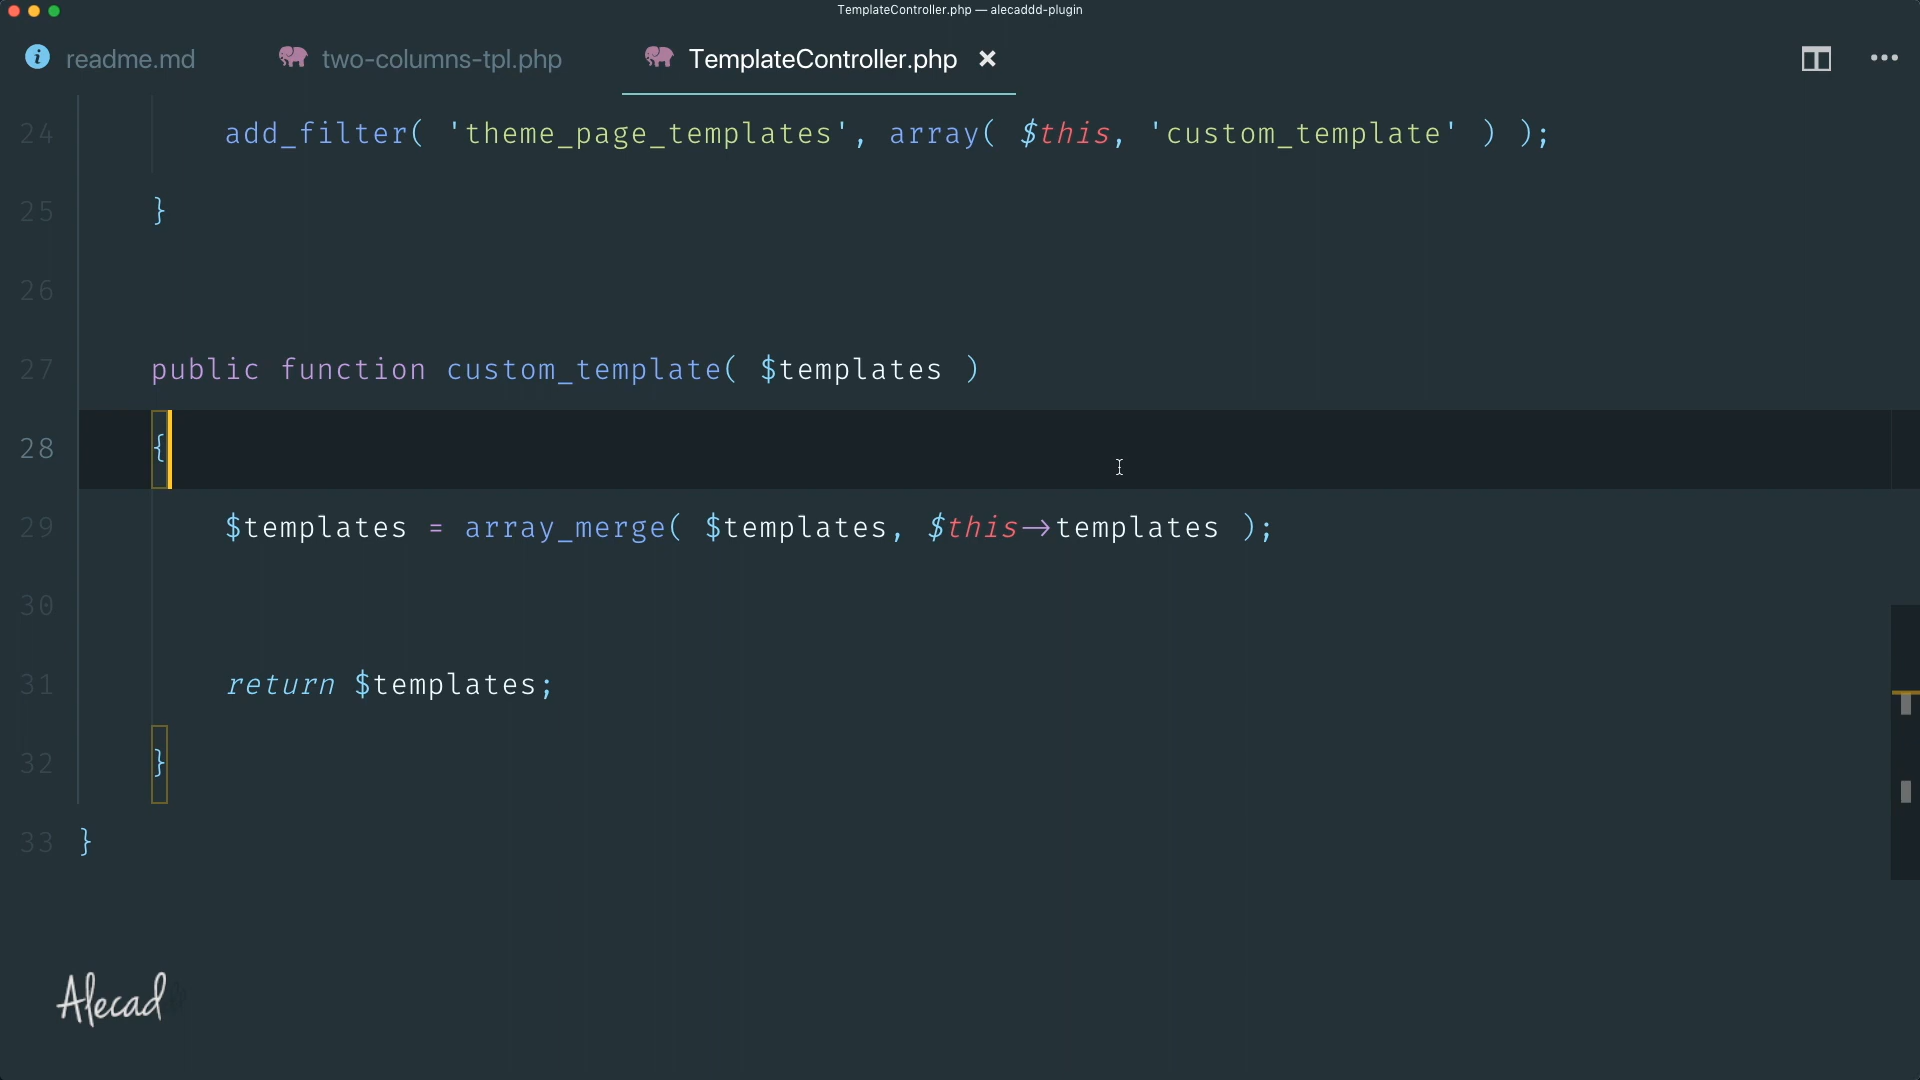 TemplateController.php — alecaddd-plugin
readme.md two-columns-tpl.php TemplateController.php ×
24 add_filter( 'theme_page_templates', array( $this, 'custom_template' ) );
25 }
26
27 public function custom_template( $templates )
28 {
29 $templates = array_merge( $templates, $this->templates );
30
31 return $templates;
32 }
33 }
Alecad